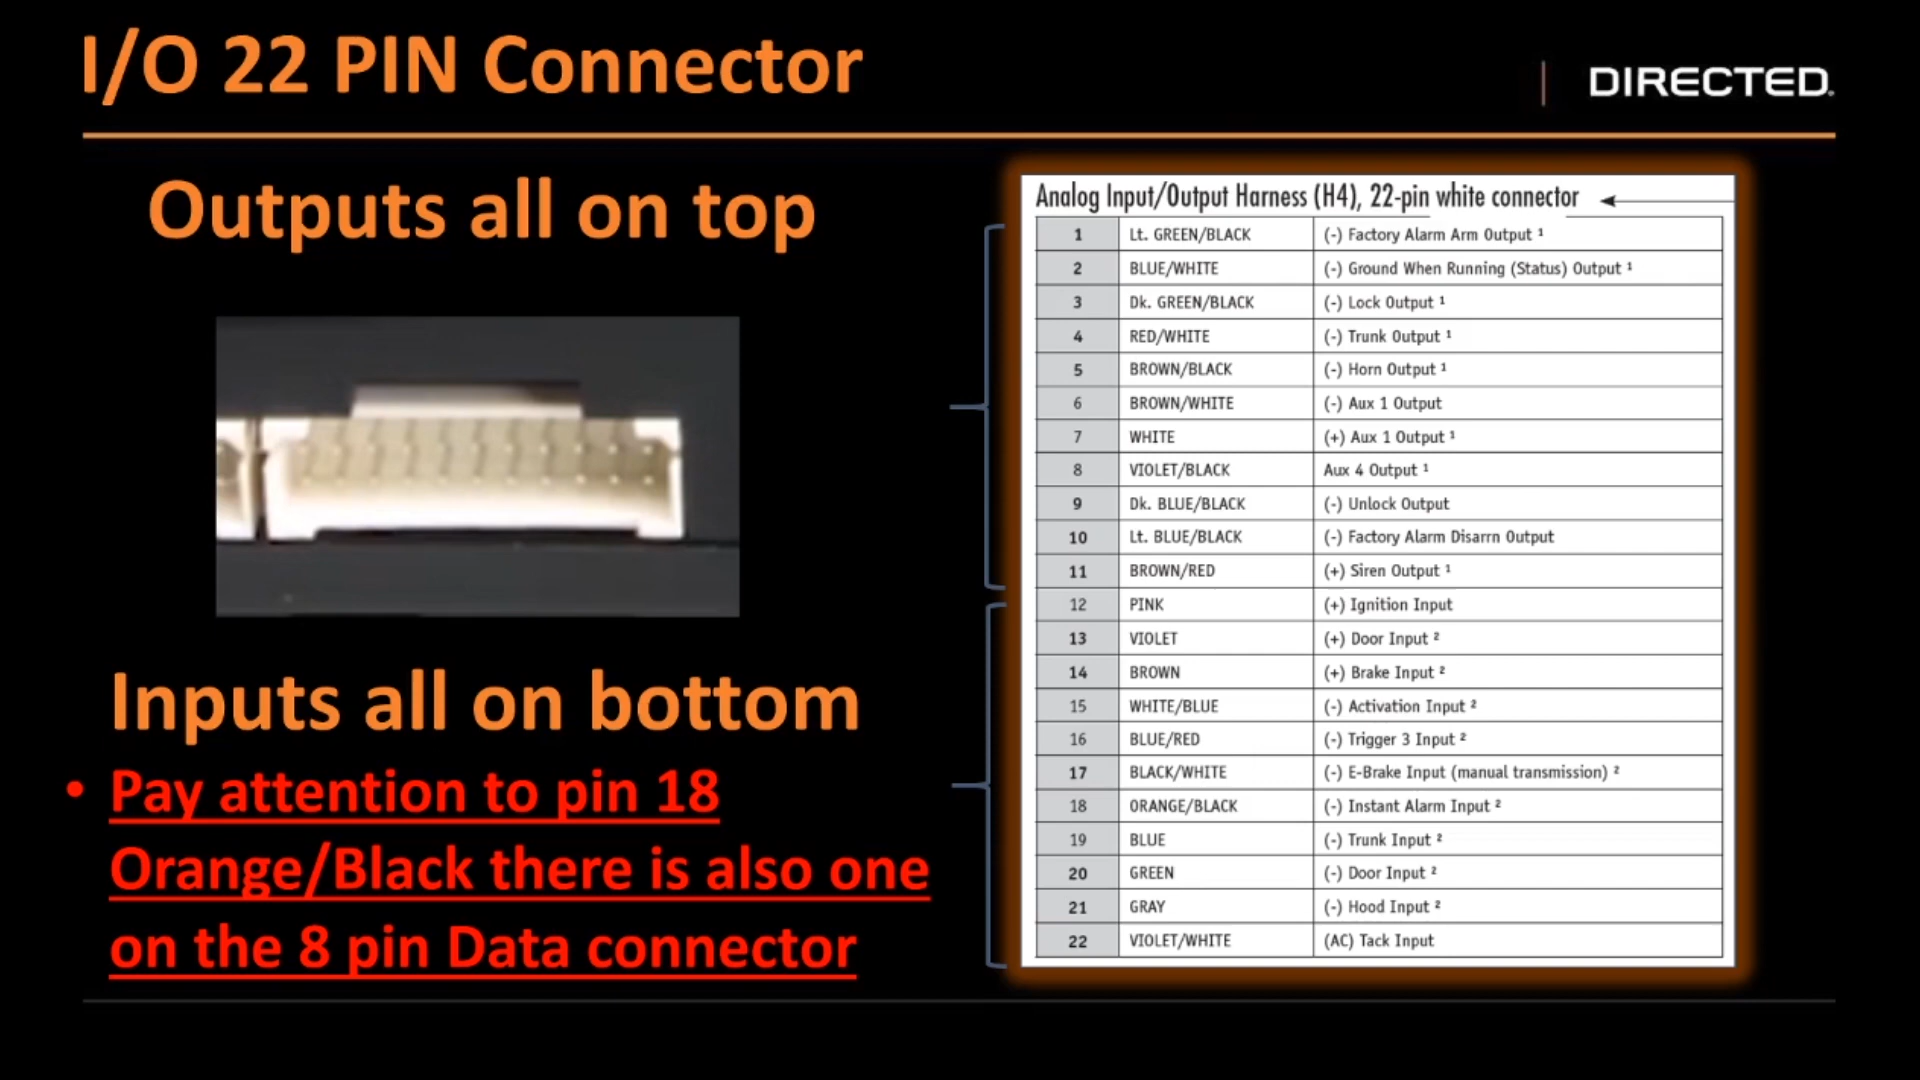 I/O 22 PIN Connector
DIRECTED.
Outputs all on top
Inputs all on bottom
• Pay attention to pin 18
Orange/Black there is also one
on the 8 pin Data connector
Analog Input/Output Harness (H4), 22-pin white connector
1 Lt. GREEN/BLACK (-) Factory Alarm Arm Output ¹
2 BLUE/WHITE (-) Ground When Running (Status) Output ¹
3 Dk. GREEN/BLACK (-) Lock Output ¹
4 RED/WHITE (-) Trunk Output ¹
5 BROWN/BLACK (-) Horn Output ¹
6 BROWN/WHITE (-) Aux 1 Output
7 WHITE (+) Aux 1 Output ¹
8 VIOLET/BLACK Aux 4 Output ¹
9 Dk. BLUE/BLACK (-) Unlock Output
10 Lt. BLUE/BLACK (-) Factory Alarm Disarrn Output
11 BROWN/RED (+) Siren Output ¹
12 PINK (+) Ignition Input
13 VIOLET (+) Door Input ²
14 BROWN (+) Brake Input ²
15 WHITE/BLUE (-) Activation Input ²
16 BLUE/RED (-) Trigger 3 Input ²
17 BLACK/WHITE (-) E-Brake Input (manual transmission) ²
18 ORANGE/BLACK (-) Instant Alarm Input ²
19 BLUE (-) Trunk Input ²
20 GREEN (-) Door Input ²
21 GRAY (-) Hood Input ²
22 VIOLET/WHITE (AC) Tack Input